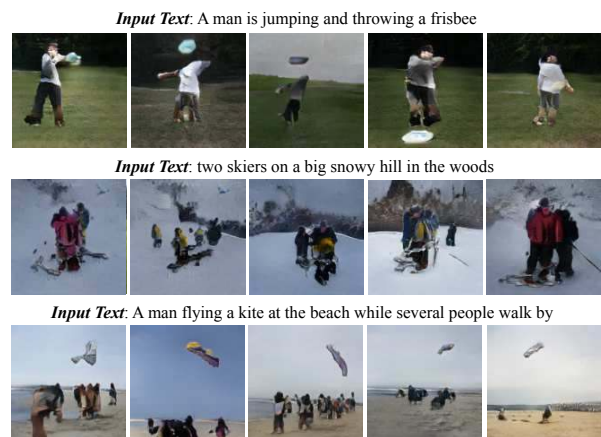 Input Text: A man is jumping and throwing a frisbee
Input Text: two skiers on a big snowy hill in the woods
Input Text: A man flying a kite at the beach while several people walk by